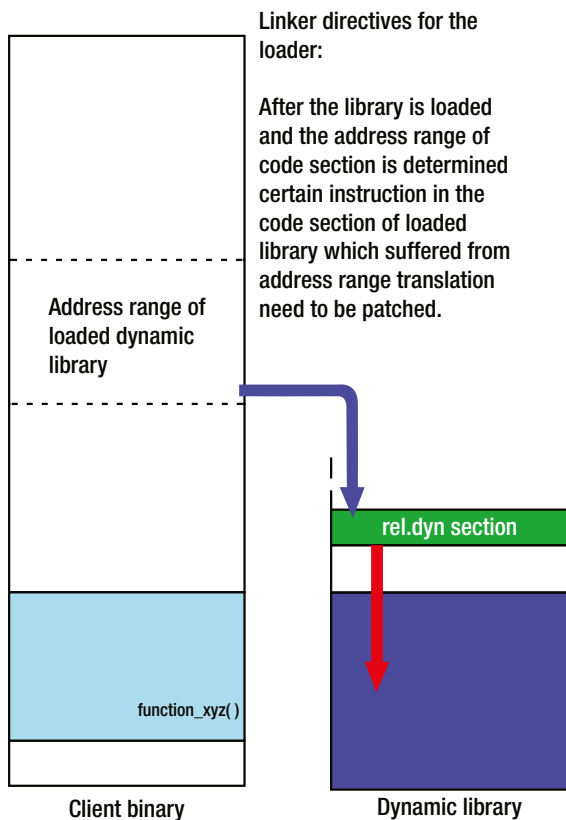 Linker directives for the
loader:
After the library is loaded
and the address range of
code section is determined
certain instruction in the
code section of loaded
library which suffered from
address range translation
need to be patched.
Address range of
loaded dynamic
library
rel.dyn section
function_xyz( )
Client binary
Dynamic library